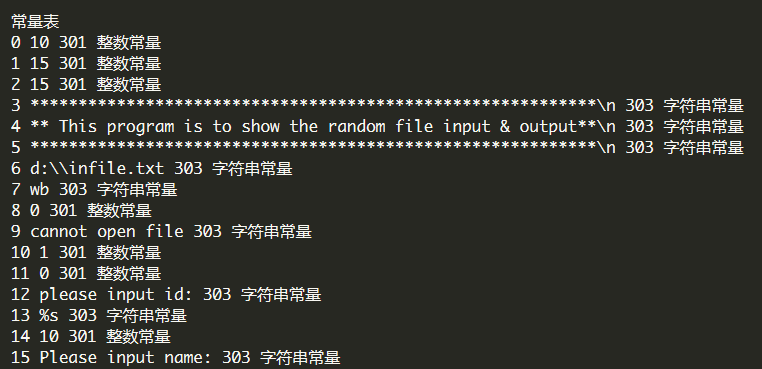 常量表
0 10 301 整数常量
1 15 301 整数常量
2 15 301 整数常量
3 ***********************************************************\n 303 字符串常量
4 ** This program is to show the random file input & output**\n 303 字符串常量
5 ***********************************************************\n 303 字符串常量
6 d:\\infile.txt 303 字符串常量
7 wb 303 字符串常量
8 0 301 整数常量
9 cannot open file 303 字符串常量
10 1 301 整数常量
11 0 301 整数常量
12 please input id: 303 字符串常量
13 %s 303 字符串常量
14 10 301 整数常量
15 Please input name: 303 字符串常量